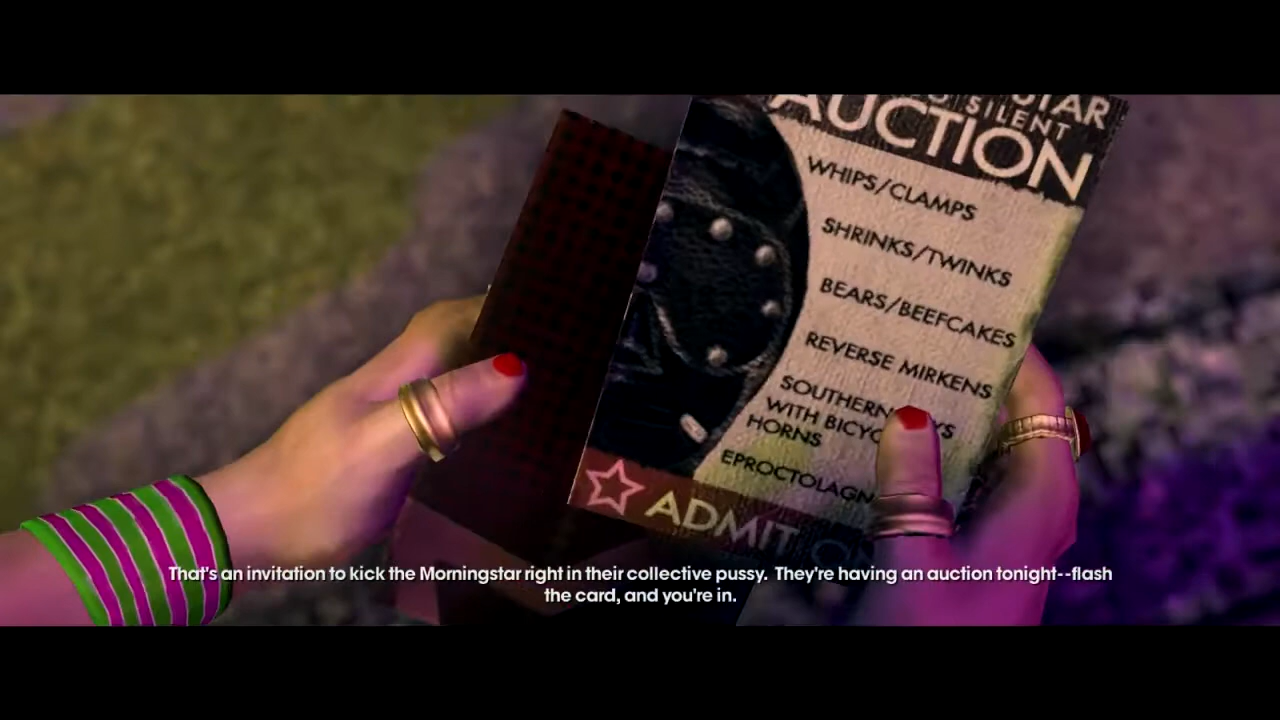 AUCTION
SILENT
WHIPS/CLAMPS
SHRINKS/TWINKS
BEARS/BEEFCAKES
REVERSE MIRKENS
SOUTHERN
WITH
HORNS
ADMIT
That's an invitation to kick the Morningstar right in their collective pussy. They're having an auction tonight--flash
the card, and you're in.